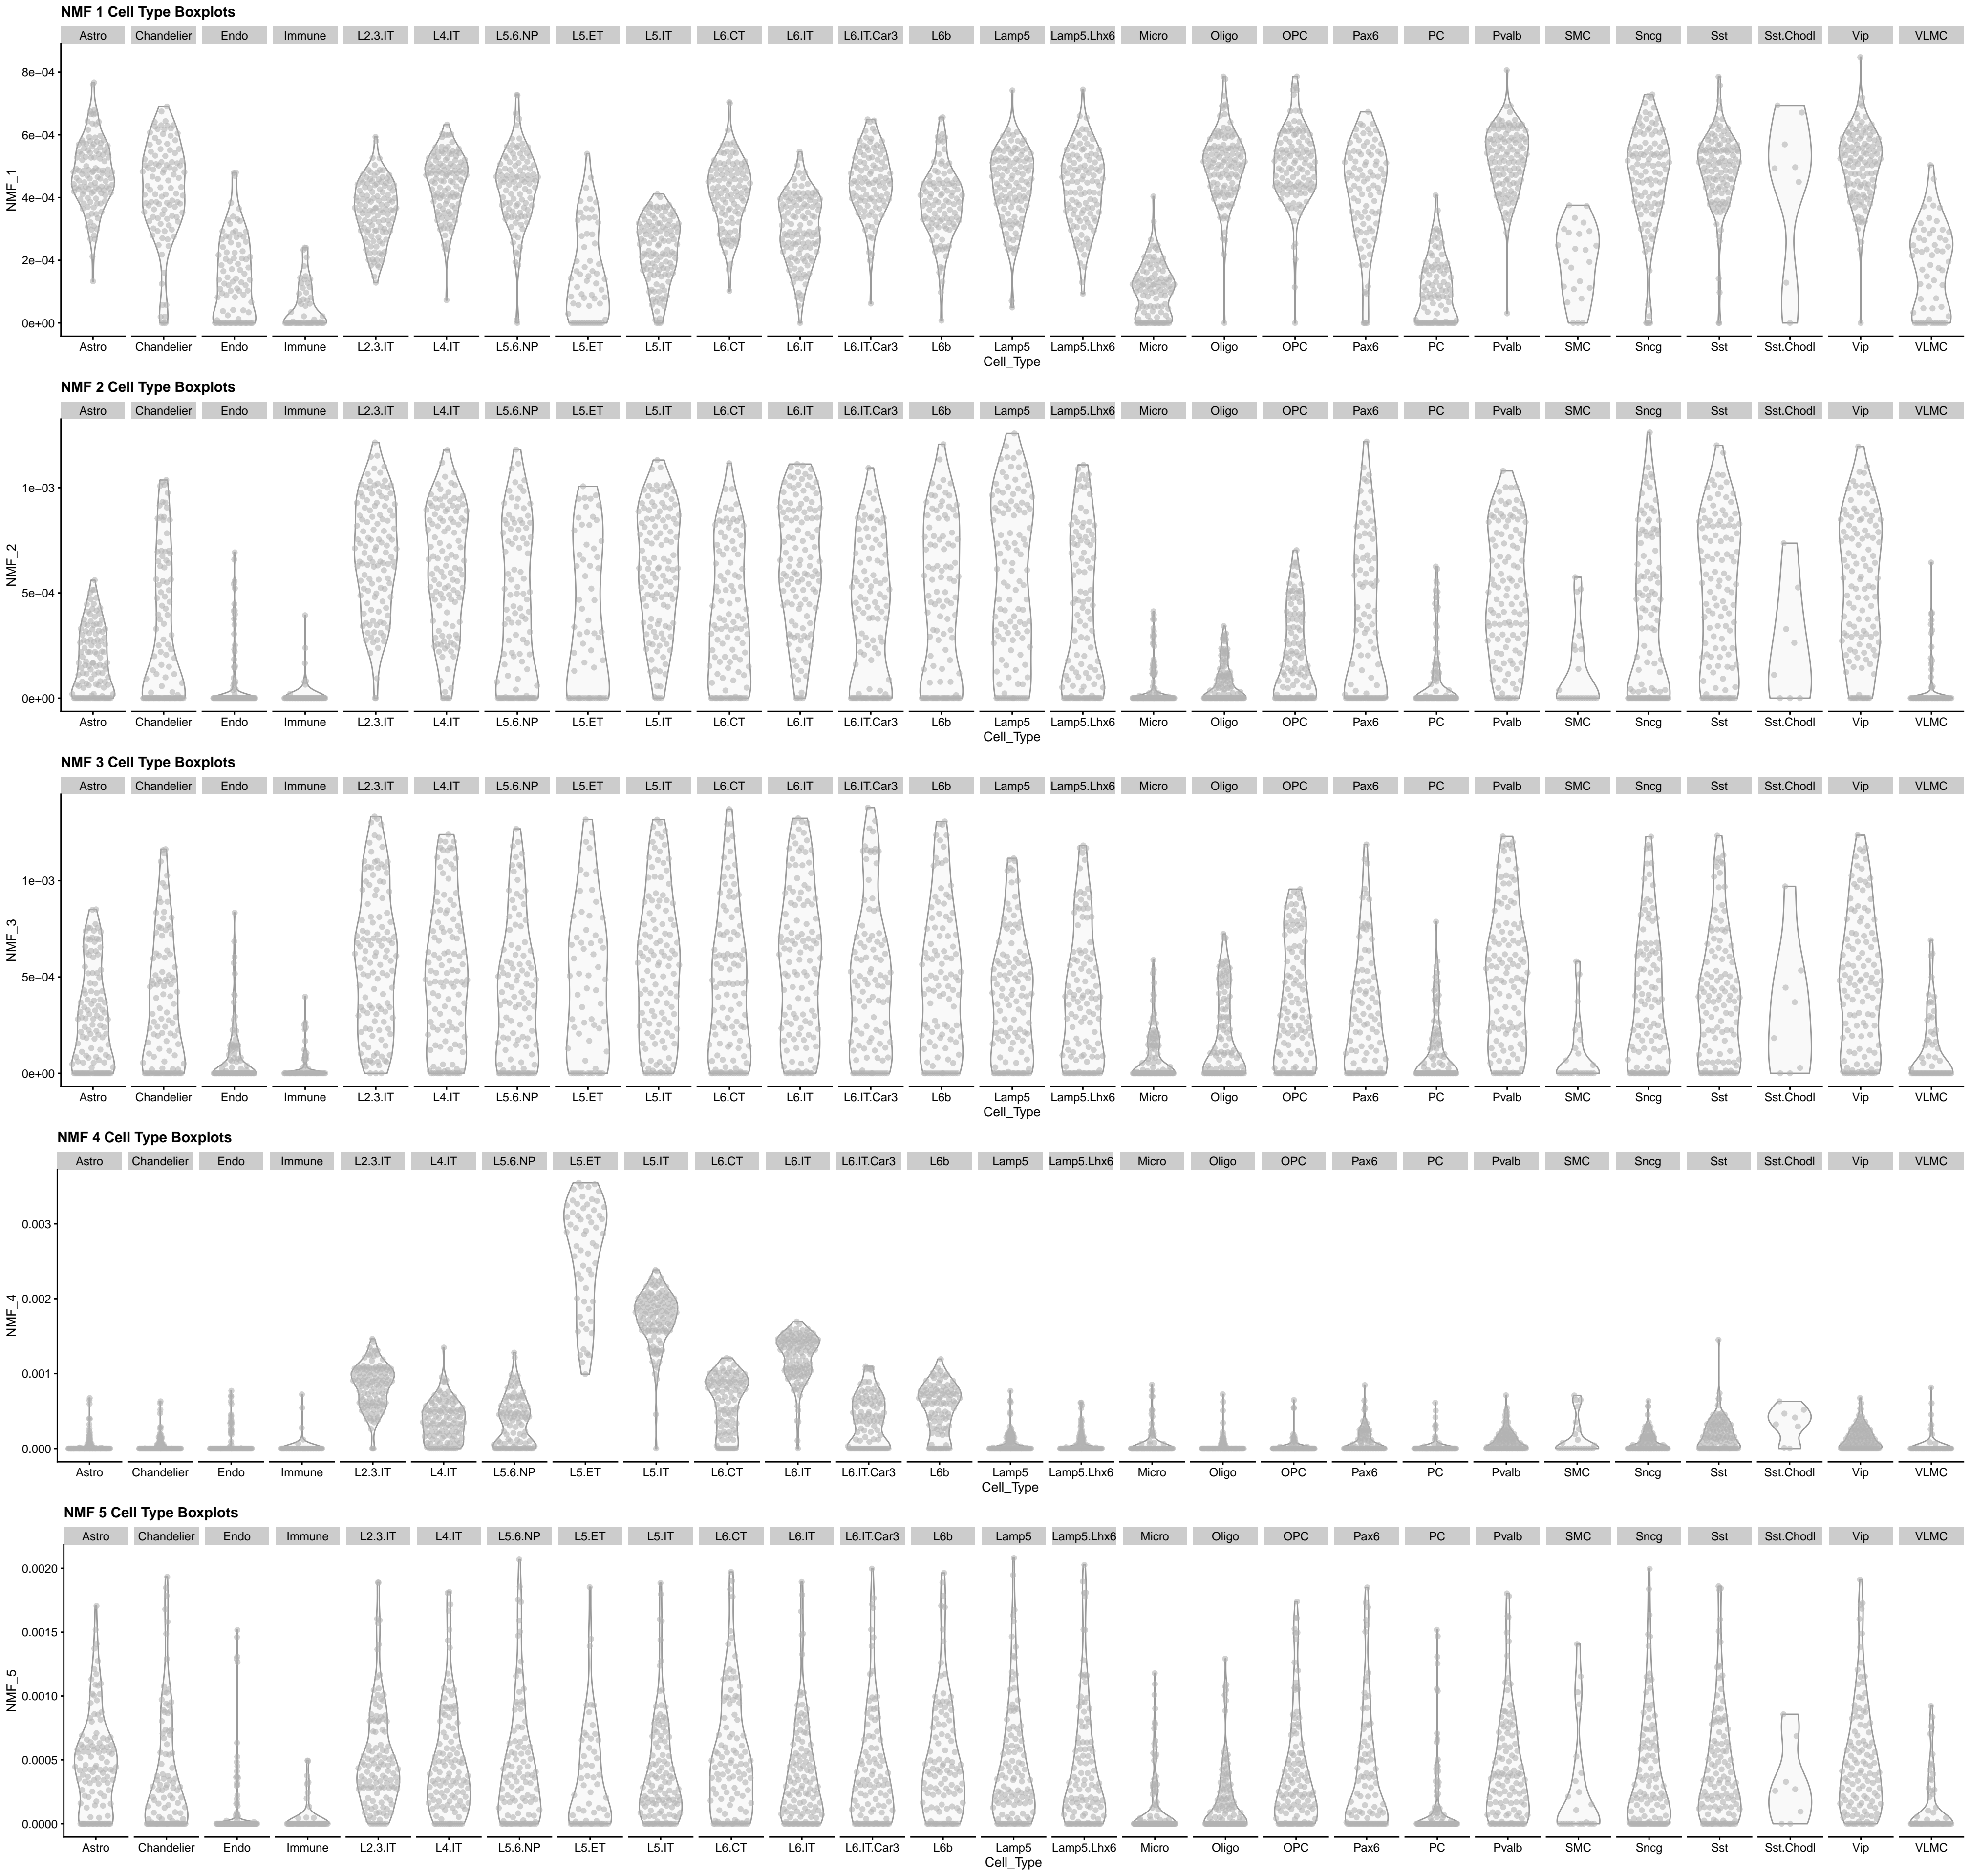 NMF 1 Cell Type Boxplots
Astro Chandelier Endo Immune L2.3.IT L4.IT L5.6.NP L5.ET L5.IT L6.CT L6.IT L6.IT.Car3 L6b Lamp5 Lamp5.Lhx6 Micro Oligo OPC Pax6 PC Pvalb SMC Sncg Sst Sst.Chodl Vip VLMC
8e−04
6e−04
NMF_1
4e−04
2e−04
0e+00
Astro Chandelier Endo Immune L2.3.IT L4.IT L5.6.NP L5.ET L5.IT L6.CT L6.IT L6.IT.Car3 L6b Lamp5 Lamp5.Lhx6 Micro Oligo OPC Pax6 PC Pvalb SMC Sncg Sst Sst.Chodl Vip VLMC
Cell_Type
NMF 2 Cell Type Boxplots
Astro Chandelier Endo Immune L2.3.IT L4.IT L5.6.NP L5.ET L5.IT L6.CT L6.IT L6.IT.Car3 L6b Lamp5 Lamp5.Lhx6 Micro Oligo OPC Pax6 PC Pvalb SMC Sncg Sst Sst.Chodl Vip VLMC
1e−03
NMF_2
5e−04
0e+00
Astro Chandelier Endo Immune L2.3.IT L4.IT L5.6.NP L5.ET L5.IT L6.CT L6.IT L6.IT.Car3 L6b Lamp5 Lamp5.Lhx6 Micro Oligo OPC Pax6 PC Pvalb SMC Sncg Sst Sst.Chodl Vip VLMC
Cell_Type
NMF 3 Cell Type Boxplots
Astro Chandelier Endo Immune L2.3.IT L4.IT L5.6.NP L5.ET L5.IT L6.CT L6.IT L6.IT.Car3 L6b Lamp5 Lamp5.Lhx6 Micro Oligo OPC Pax6 PC Pvalb SMC Sncg Sst Sst.Chodl Vip VLMC
1e−03
NMF_3
5e−04
0e+00
Astro Chandelier Endo Immune L2.3.IT L4.IT L5.6.NP L5.ET L5.IT L6.CT L6.IT L6.IT.Car3 L6b Lamp5 Lamp5.Lhx6 Micro Oligo OPC Pax6 PC Pvalb SMC Sncg Sst Sst.Chodl Vip VLMC
Cell_Type
NMF 4 Cell Type Boxplots
Astro Chandelier Endo Immune L2.3.IT L4.IT L5.6.NP L5.ET L5.IT L6.CT L6.IT L6.IT.Car3 L6b Lamp5 Lamp5.Lhx6 Micro Oligo OPC Pax6 PC Pvalb SMC Sncg Sst Sst.Chodl Vip VLMC
0.003
0.002
NMF_4
0.001
0.000
Astro Chandelier Endo Immune L2.3.IT L4.IT L5.6.NP L5.ET L5.IT L6.CT L6.IT L6.IT.Car3 L6b Lamp5 Lamp5.Lhx6 Micro Oligo OPC Pax6 PC Pvalb SMC Sncg Sst Sst.Chodl Vip VLMC
Cell_Type
NMF 5 Cell Type Boxplots
Astro Chandelier Endo Immune L2.3.IT L4.IT L5.6.NP L5.ET L5.IT L6.CT L6.IT L6.IT.Car3 L6b Lamp5 Lamp5.Lhx6 Micro Oligo OPC Pax6 PC Pvalb SMC Sncg Sst Sst.Chodl Vip VLMC
0.0020
0.0015
0.0010
NMF_5
0.0005
0.0000
Astro Chandelier Endo Immune L2.3.IT L4.IT L5.6.NP L5.ET L5.IT L6.CT L6.IT L6.IT.Car3 L6b Lamp5 Lamp5.Lhx6 Micro Oligo OPC Pax6 PC Pvalb SMC Sncg Sst Sst.Chodl Vip VLMC
Cell_Type